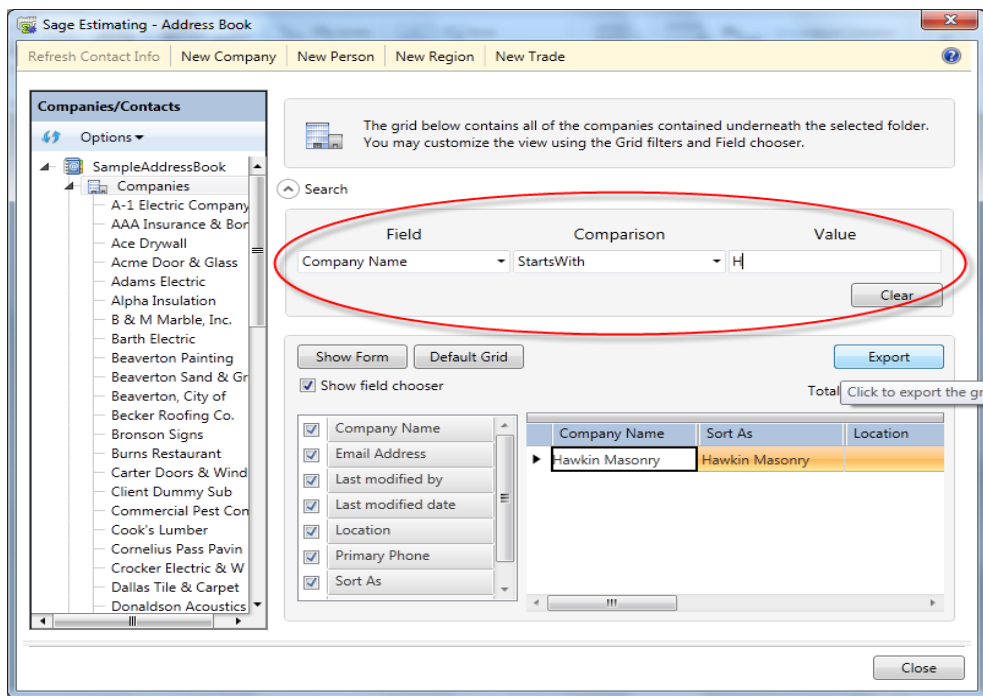 Sage Estimating - Address Book
Refresh Contact Info New Company New Person New Region New Trade
Companies/Contacts
Options
SampleAddressBook
Companies
A-1 Electric Company
AAA Insurance & Bor
Ace Drywall
Acme Door & Glass
Adams Electric
Alpha Insulation
B & M Marble, Inc.
Barth Electric
Beaverton Painting
Beaverton Sand & Gr
Beaverton, City of
Becker Roofing Co.
Bronson Signs
Burns Restaurant
Carter Doors & Wind
Client Dummy Sub
Commercial Pest Con
Cook's Lumber
Cornelius Pass Pavin
Crocker Electric & W
Dallas Tile & Carpet
Donaldson Acoustics
The grid below contains all of the companies contained underneath the selected folder.
You may customize the view using the Grid filters and Field chooser.
Search
Field Comparison Value
Company Name StartsWith H
Clear
Show Form Default Grid Export
Show field chooser
Total Click to export the gr
Company Name
Email Address
Last modified by
Last modified date
Location
Primary Phone
Sort As
Company Name Sort As Location
Hawkin Masonry Hawkin Masonry
Close